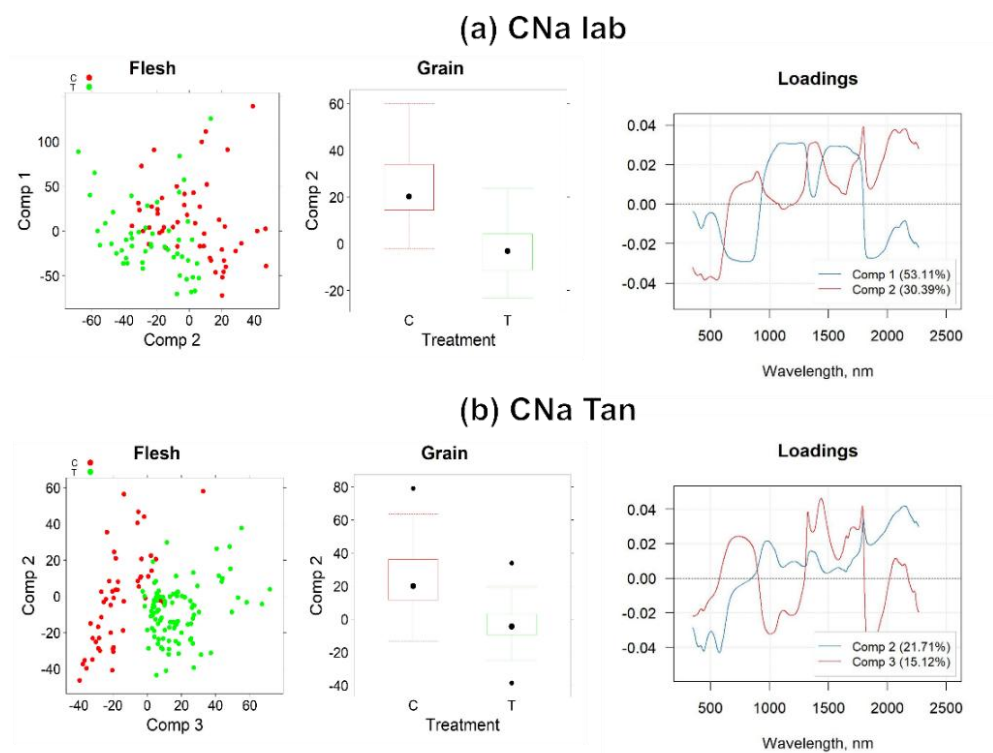 (a) CNa lab
Flesh
C
T
100
50
0
-50
Comp 1
-60 -40 -20 0 20 40
Comp 2
Grain
60
40
20
0
-20
Comp 2
C T
Treatment
Loadings
0.04
0.02
0.00
-0.02
-0.04
Comp 1 (53.11%)
Comp 2 (30.39%)
500 1000 1500 2000 2500
Wavelength, nm
(b) CNa Tan
Flesh
C
T
60
40
20
0
-20
-40
Comp 2
-40 -20 0 20 40 60
Comp 3
Grain
80
60
40
20
0
-20
-40
Comp 2
C T
Treatment
Loadings
0.04
0.02
0.00
-0.02
-0.04
Comp 2 (21.71%)
Comp 3 (15.12%)
500 1000 1500 2000 2500
Wavelength, nm